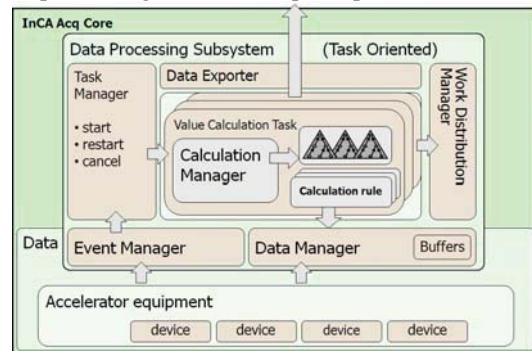 InCA Acq Core
Data Processing Subsystem (Task Oriented)
Task
Manager
• start
• restart
• cancel
Data Exporter
Value Calculation Task
Calculation
Manager
Calculation rule
Work Distribution
Manager
Data
Event Manager
Data Manager
Buffers
Accelerator equipment
device
device
device
device